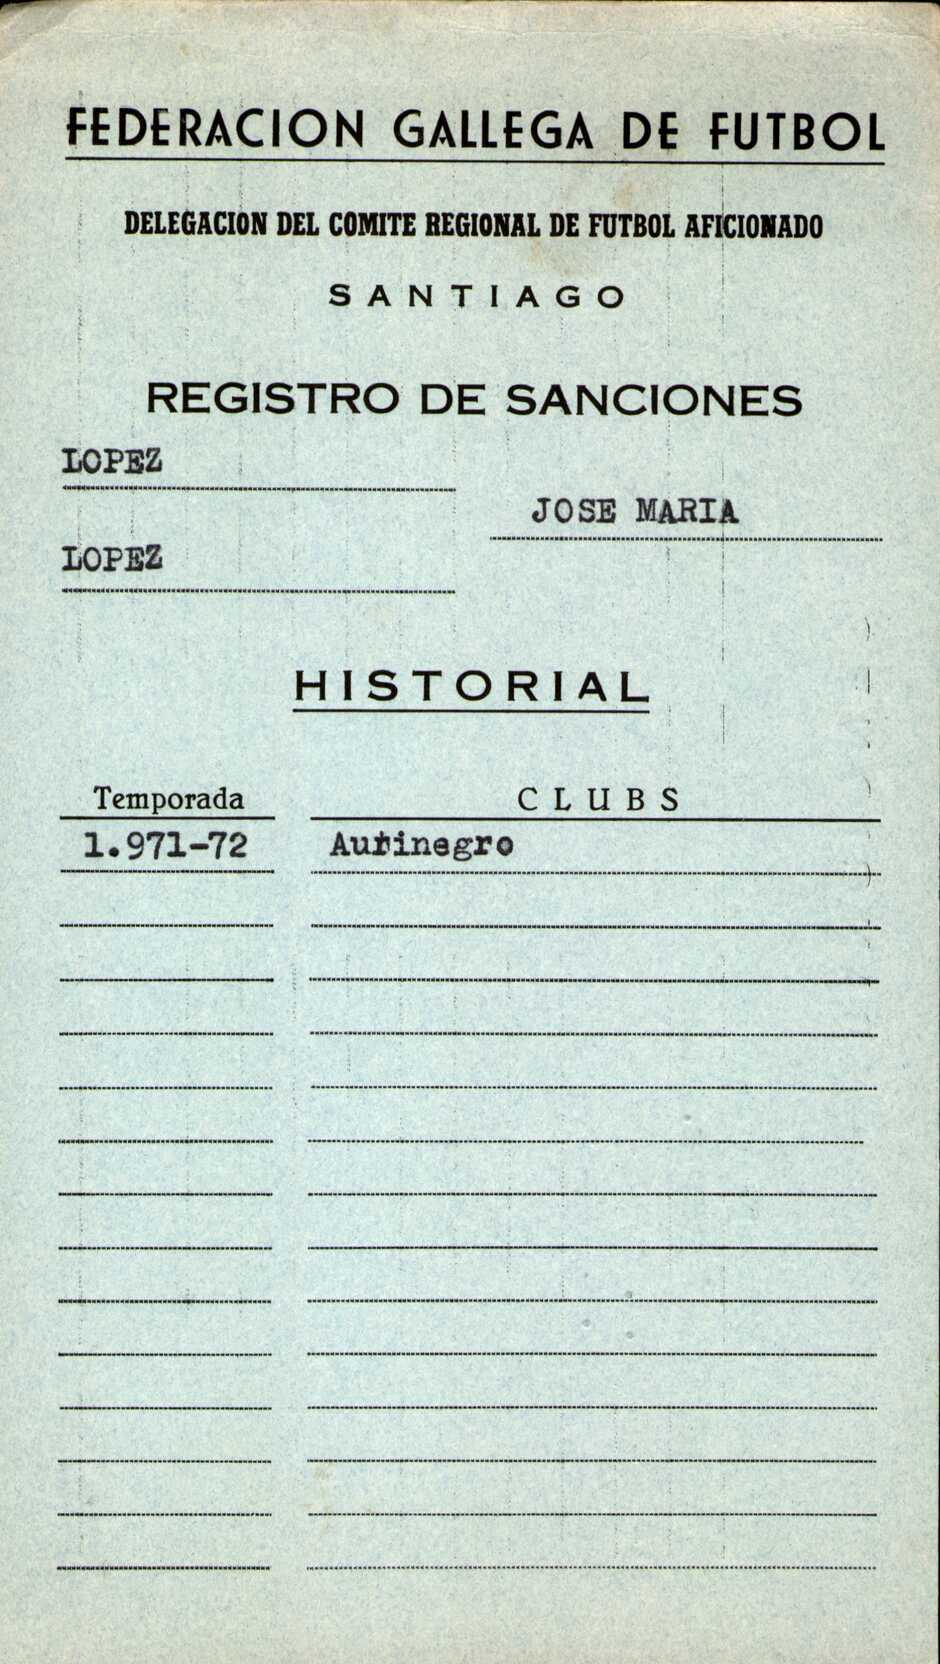 FEDERACION GALLEGA DE FUTBOL
DELEGACION DEL COMITE REGIONAL DE FUTBOL AFICIONADO
SANTIAGO
REGISTRO DE SANCIONES
LOPEZ
JOSE MARIA
LOPEZ
HISTORIAL
Temporada CLUBS
1.971-72 Aurinegro